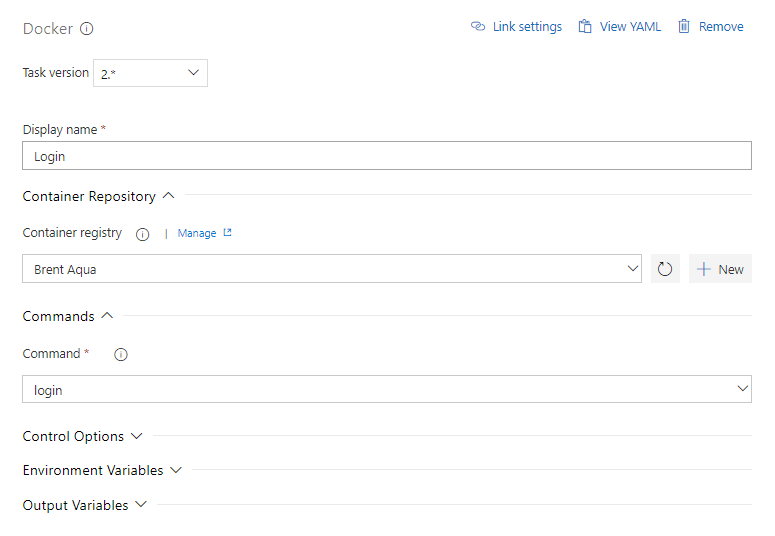 Docker Link settings View YAML Remove
Task version 2.*
Display name *
Login
Container Repository
Container registry | Manage
Brent Aqua New
Commands
Command *
login
Control Options
Environment Variables
Output Variables